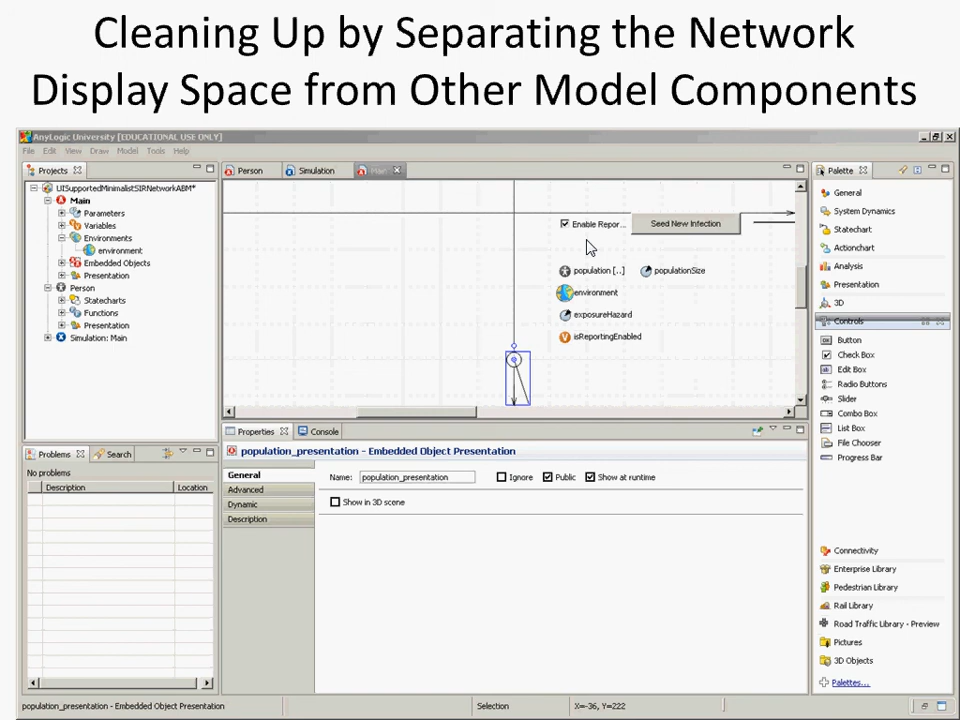 Cleaning Up by Separating the Network
Display Space from Other Model Components
AnyLogic University [EDUCATIONAL USE ONLY]
File Edit View Draw Model Tools Help
Projects
UISupportedMinimalistSIRNetworkABM*
Main
Parameters
Variables
Environments
environment
Embedded Objects
Presentation
Person
Statecharts
Functions
Presentation
Simulation: Main
Person Simulation Main
Enable Repor... Seed New Infection
population [..] populationSize
environment
exposureHazard
isReportingEnabled
Palette
General
System Dynamics
Statechart
Actionchart
Analysis
Presentation
3D
Controls
Button
Check Box
Edit Box
Radio Buttons
Slider
Combo Box
List Box
File Chooser
Progress Bar
Connectivity
Enterprise Library
Pedestrian Library
Rail Library
Road Traffic Library - Preview
Pictures
3D Objects
Palettes...
Problems Search
No problems
Description Location
Properties Console
population_presentation - Embedded Object Presentation
General
Advanced
Dynamic
Description
Name: population_presentation Ignore Public Show at runtime
Show in 3D scene
population_presentation - Embedded Object Presentation Selection X=-36, Y=222